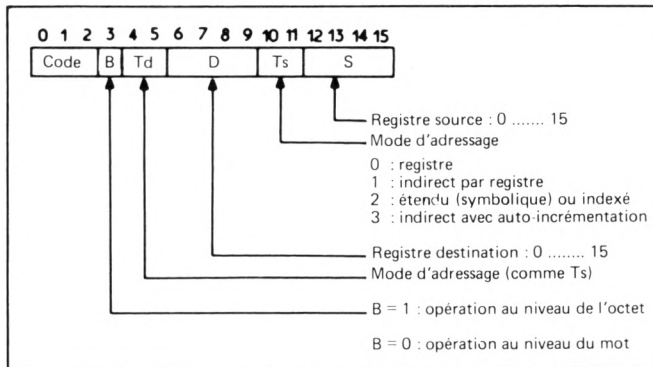 0 1 2 3 4 5 6 7 8 9 10 11 12 13 14 15
Code B Td D Ts S
Registre source : 0 ....... 15
Mode d'adressage
0 : registre
1 : indirect par registre
2 : étendu (symbolique) ou indexé
3 : indirect avec auto-incrémentation
Registre destination : 0 ........ 15
Mode d'adressage (comme Ts)
B = 1 : opération au niveau de l'octet
B = 0 : opération au niveau du mot